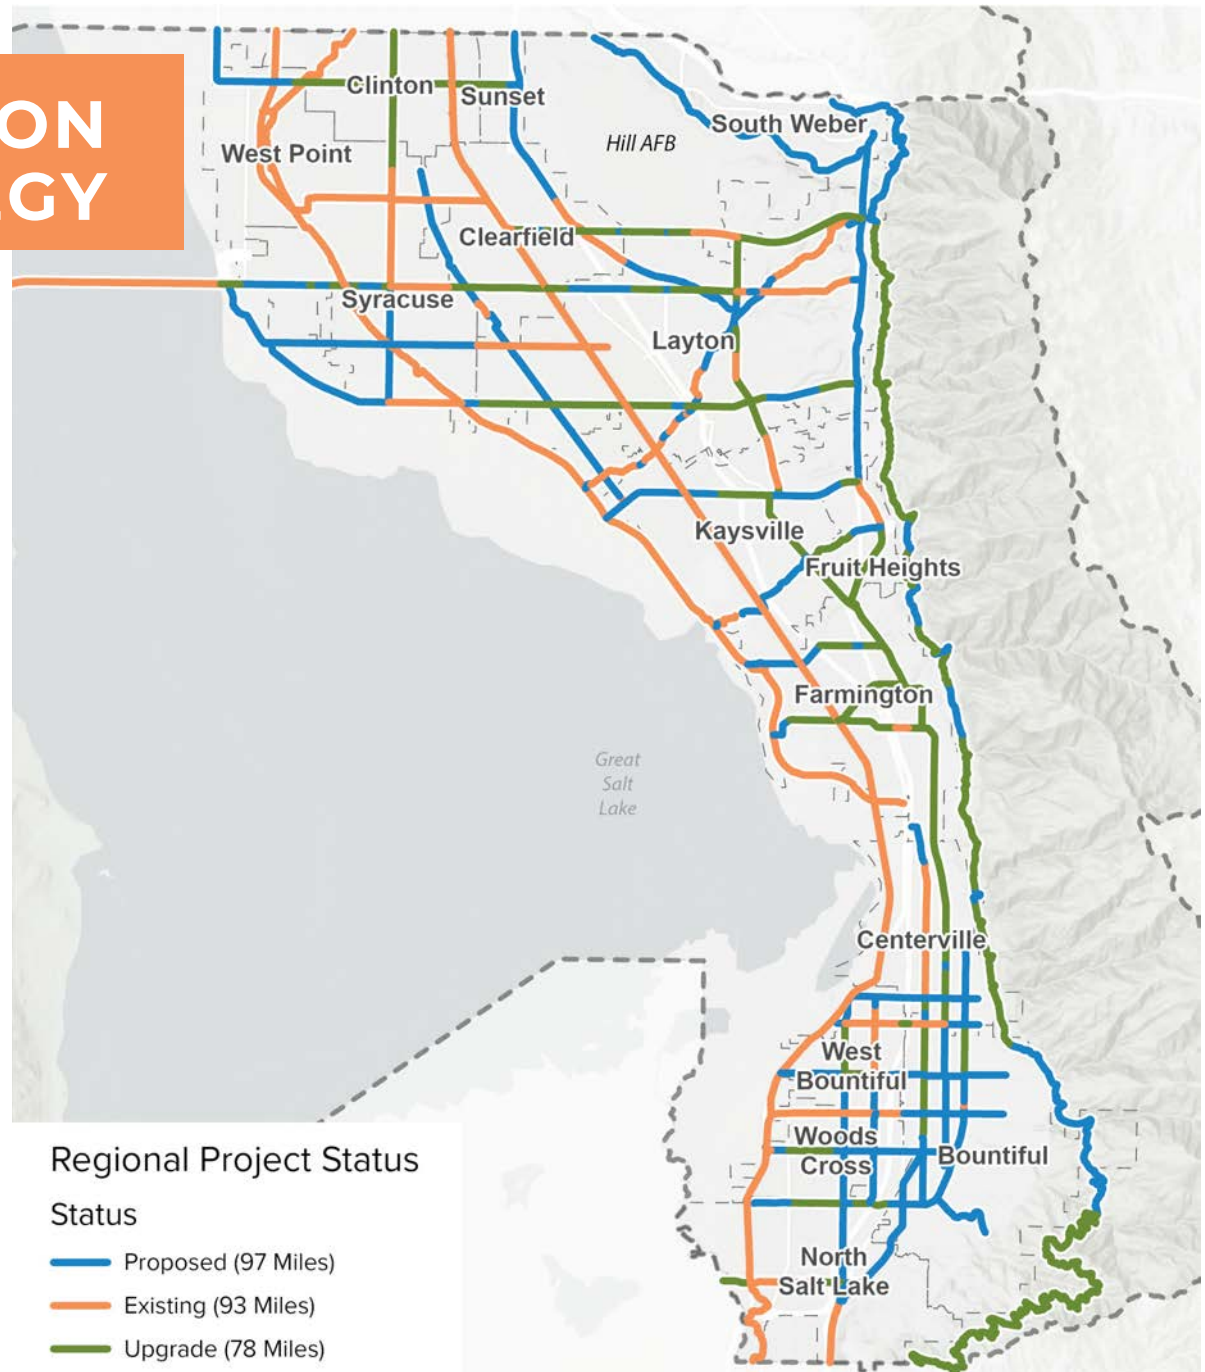 ON
GY
Clinton
Sunset
South Weber
Hill AFB
West Point
Clearfield
Syracuse
Layton
Kaysville
Fruit Heights
Farmington
Great
Salt
Lake
Centerville
West
Bountiful
Woods
Cross
Bountiful
North
Salt Lake
Regional Project Status
Status
Proposed (97 Miles)
Existing (93 Miles)
Upgrade (78 Miles)